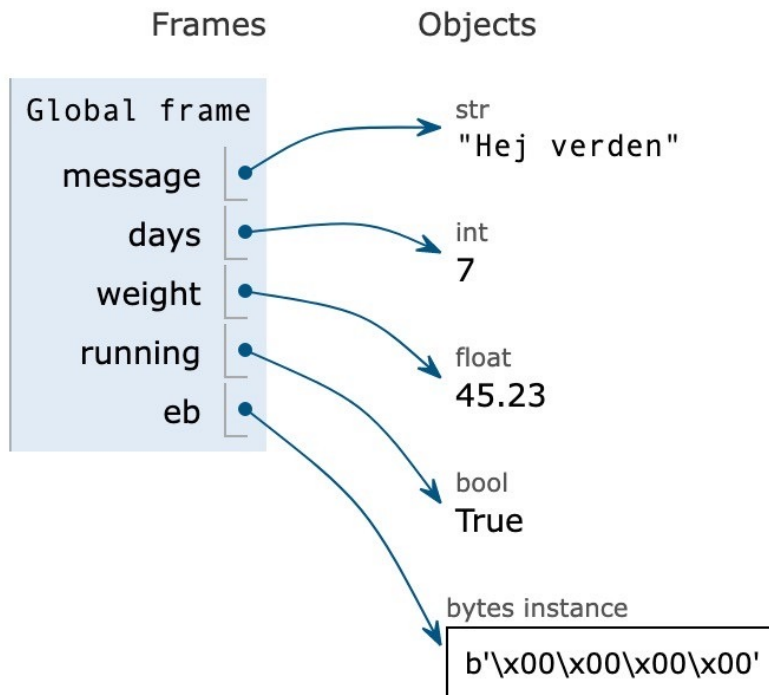 Frames Objects
Global frame
message
days
weight
running
eb
str
"Hej verden"
int
7
float
45.23
bool
True
bytes instance
b'\x00\x00\x00\x00'